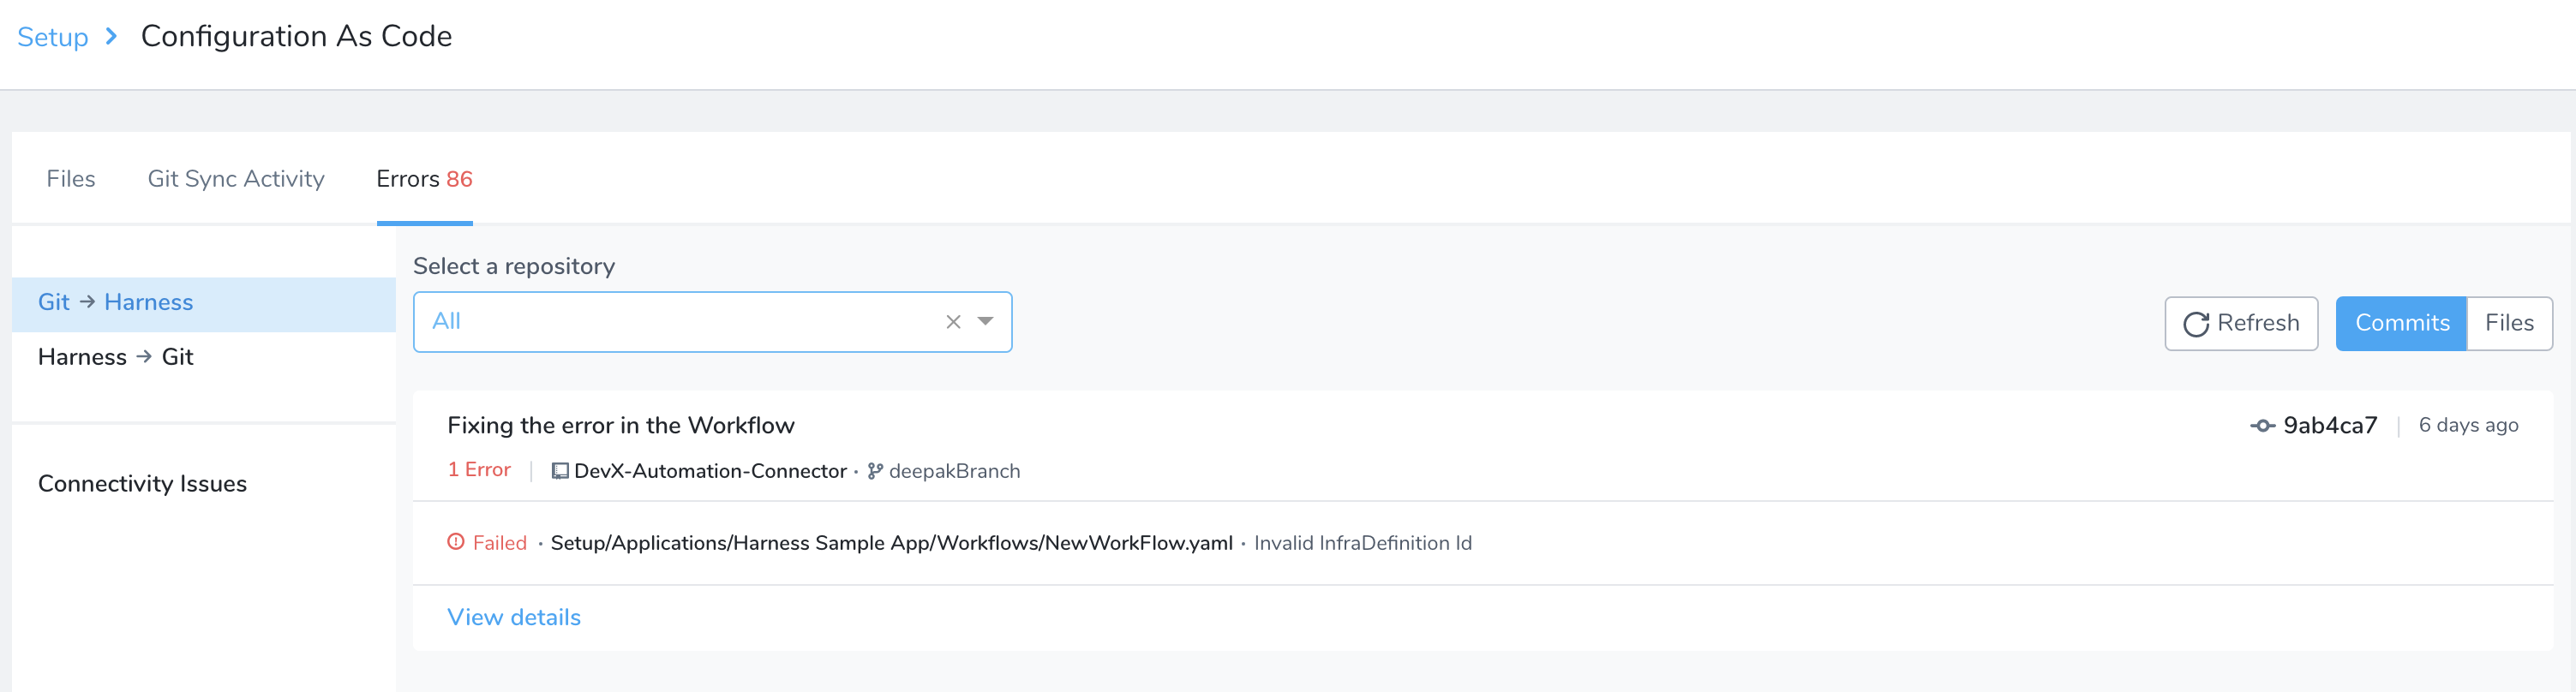 Setup > Configuration As Code
Files Git Sync Activity Errors 86
Git → Harness
Harness → Git
Connectivity Issues
Select a repository
All
Refresh Commits Files
Fixing the error in the Workflow 9ab4ca7 | 6 days ago
1 Error | DevX-Automation-Connector · deepakBranch
Failed · Setup/Applications/Harness Sample App/Workflows/NewWorkFlow.yaml · Invalid InfraDefinition Id
View details